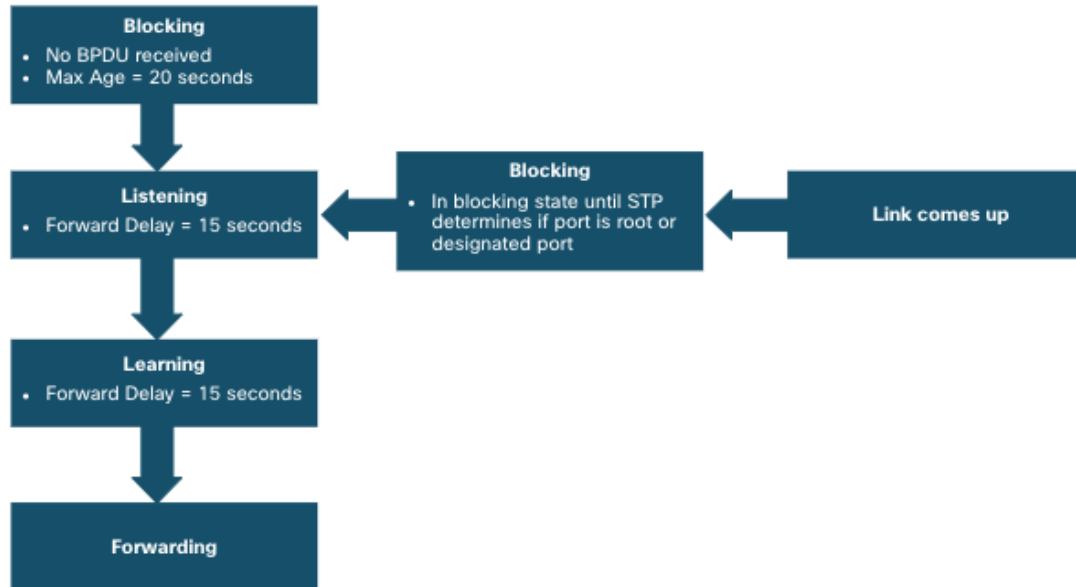 Blocking
• No BPDU received
• Max Age = 20 seconds
Listening
• Forward Delay = 15 seconds
Blocking
• In blocking state until STP
determines if port is root or
designated port
Link comes up
Learning
• Forward Delay = 15 seconds
Forwarding